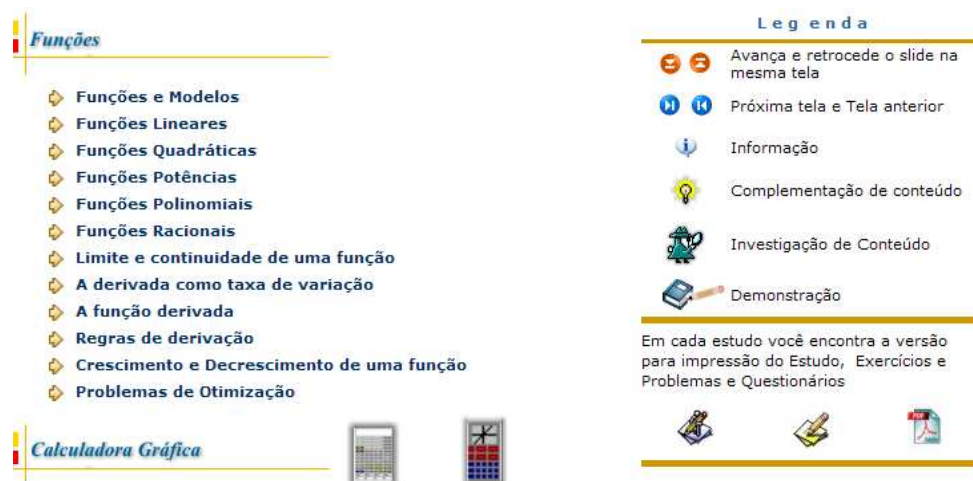 Funções
Funções e Modelos
Funções Lineares
Funções Quadráticas
Funções Potências
Funções Polinomiais
Funções Racionais
Limite e continuidade de uma função
A derivada como taxa de variação
A função derivada
Regras de derivação
Crescimento e Decrescimento de uma função
Problemas de Otimização
Calculadora Gráfica
Leg enda
Avança e retrocede o slide na
mesma tela
Próxima tela e Tela anterior
Informação
Complementação de conteúdo
Investigação de Conteúdo
Demonstração
Em cada estudo você encontra a versão
para impressão do Estudo, Exercícios e
Problemas e Questionários
PDF